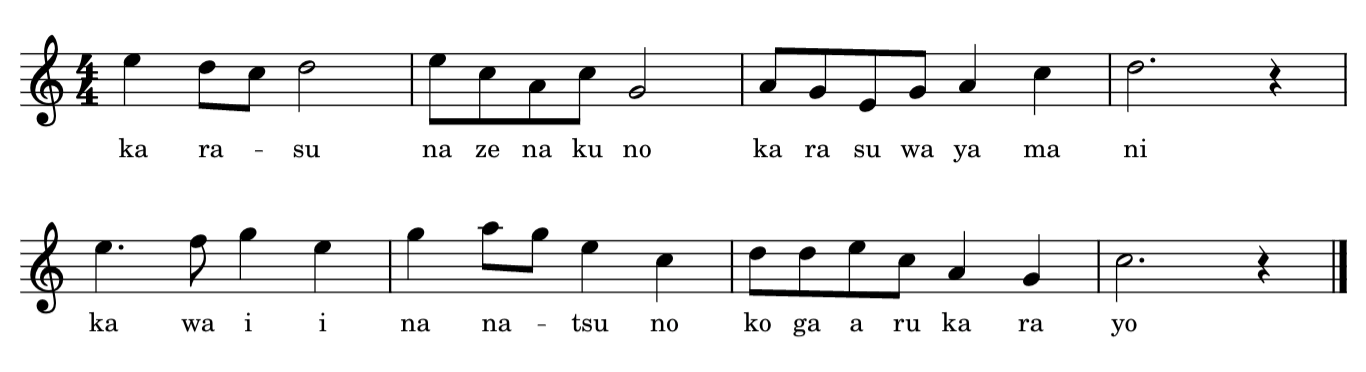 4 4
ka ra - su na ze na ku no ka ra su wa ya ma ni
ka wa i i na na - tsu no ko ga a ru ka ra yo